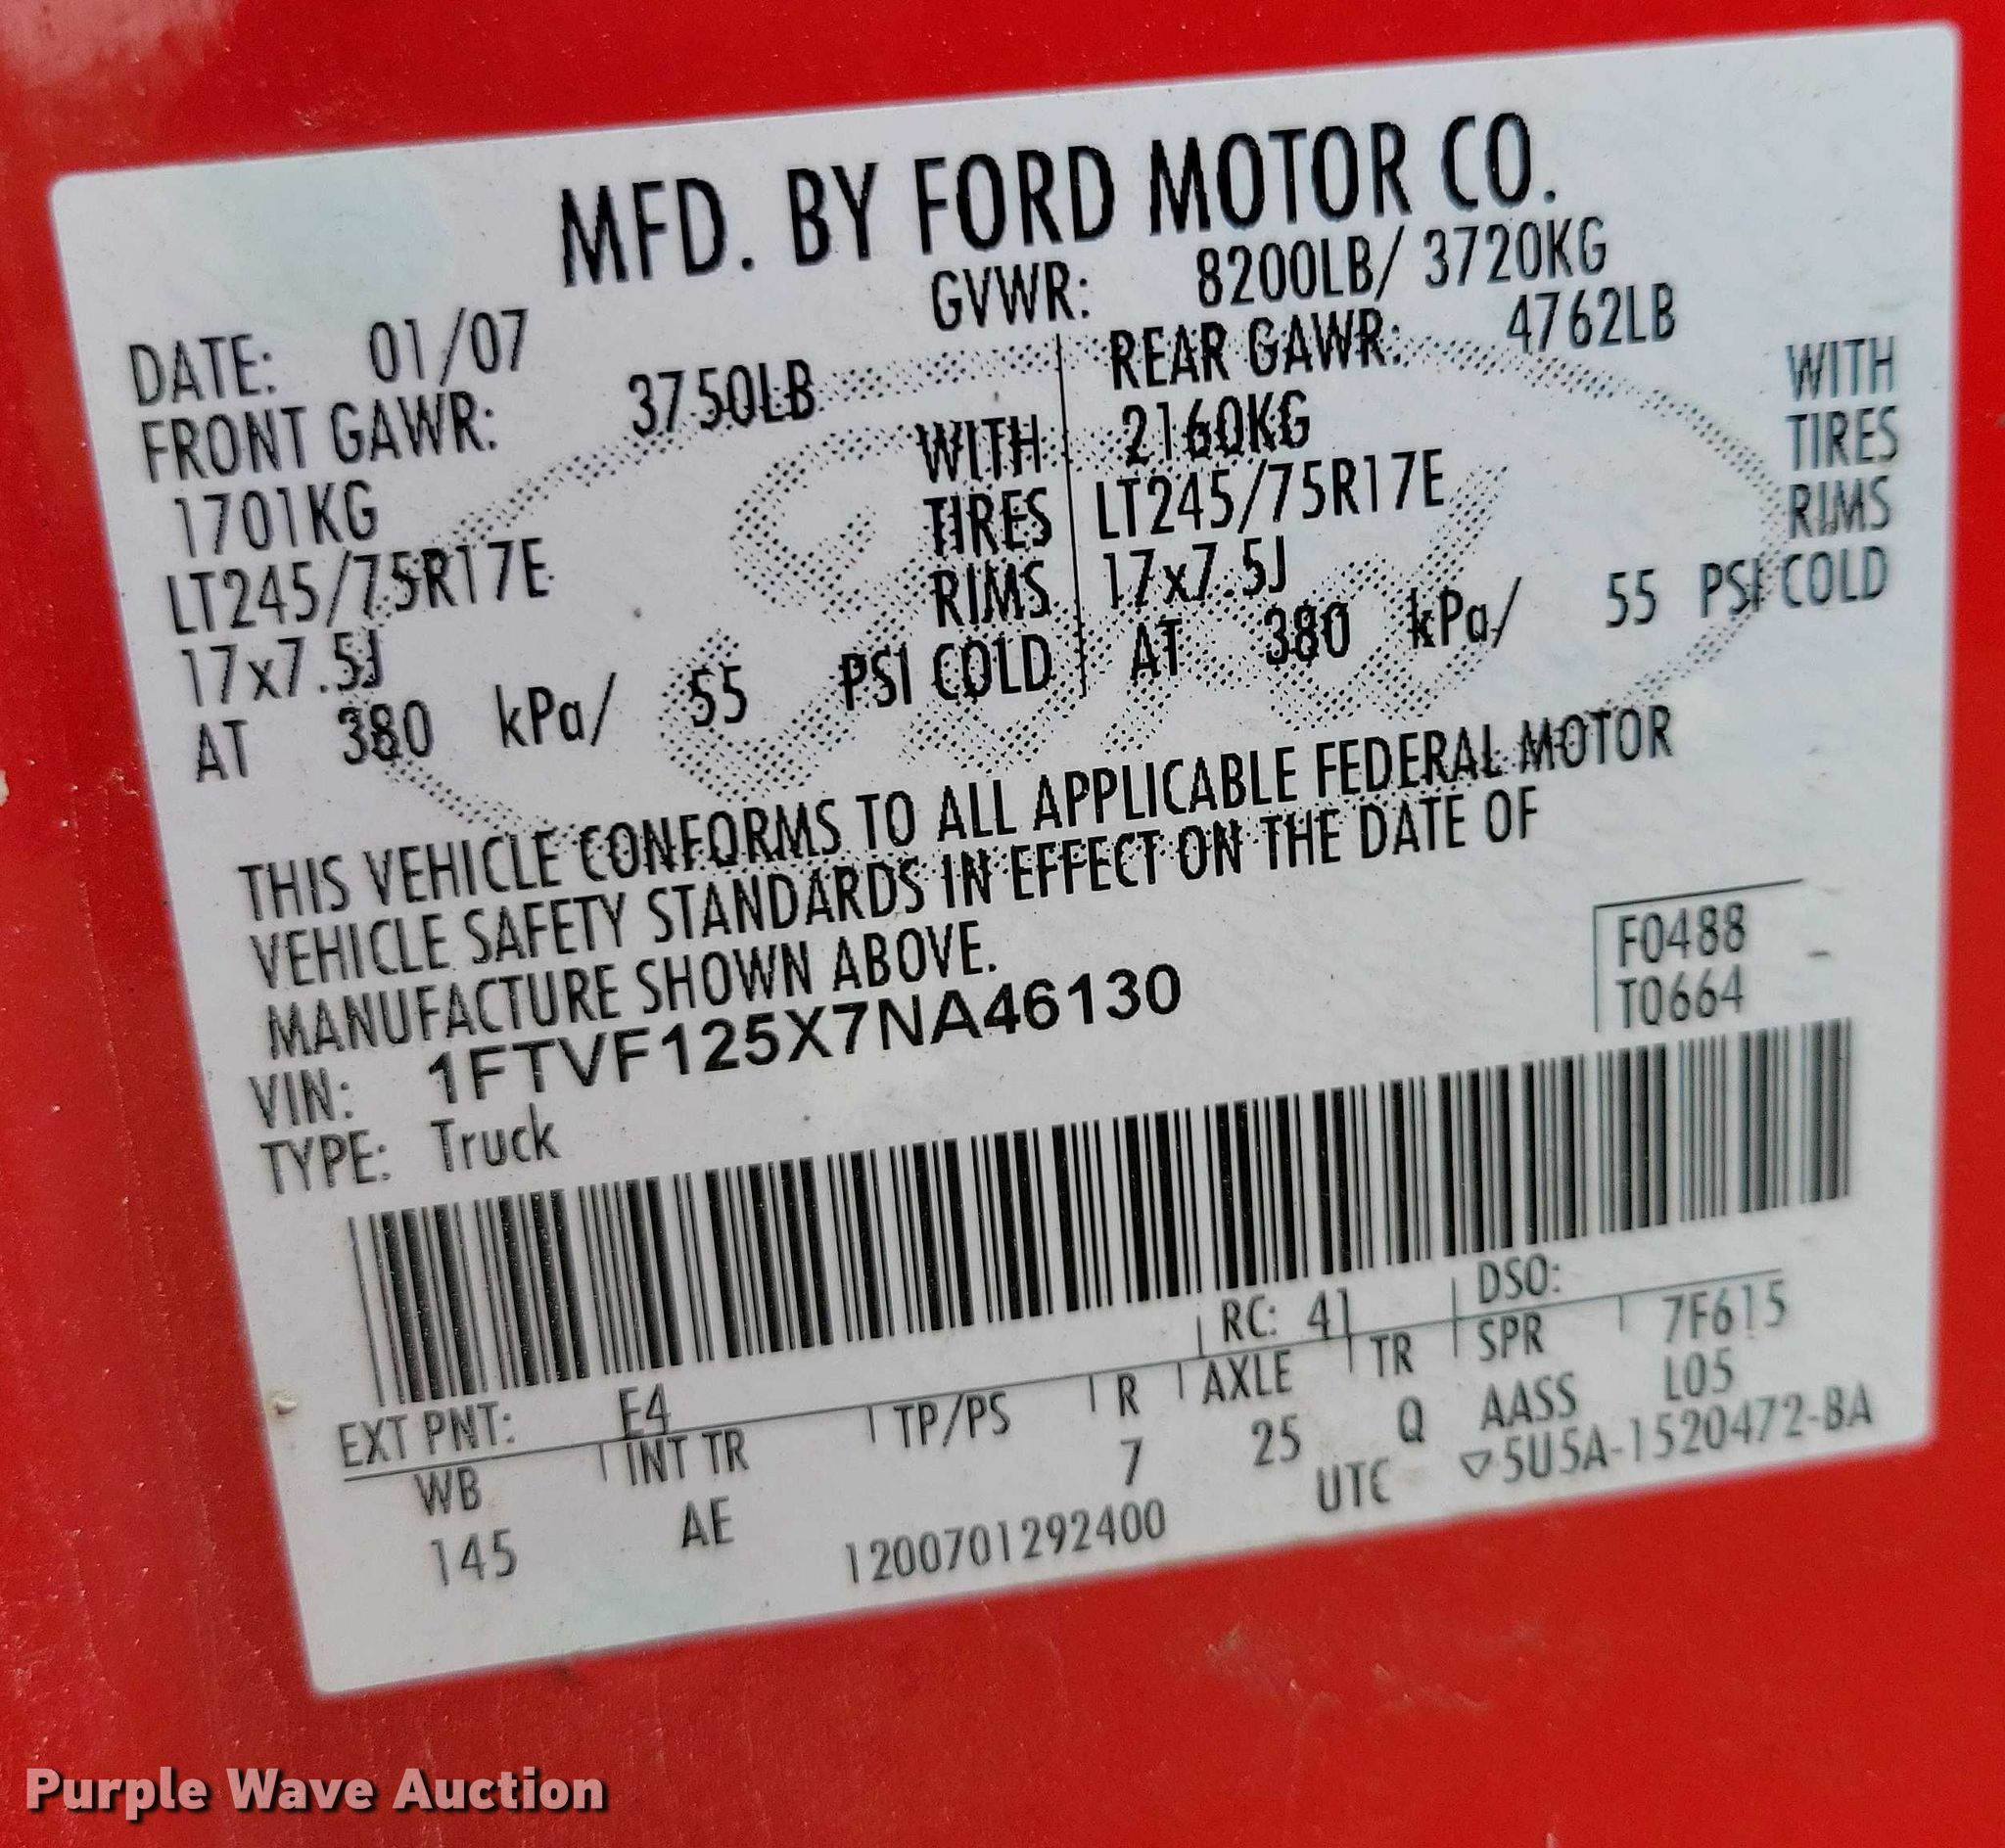 MFD. BY FORD MOTOR CO.
DATE: 01/07 GVWR: 8200LB/ 3720KG
FRONT GAWR: 3750LB REAR GAWR: 4762LB
1701KG WITH 2160KG WITH
LT245/75R17E TIRES LT245/75R17E TIRES
17x7.5J RIMS 17x7.5J RIMS
AT 380 kPa/ 55 PSI COLD AT 380 kPa/ 55 PSI COLD
THIS VEHICLE CONFORMS TO ALL APPLICABLE FEDERAL MOTOR
VEHICLE SAFETY STANDARDS IN EFFECT ON THE DATE OF
MANUFACTURE SHOWN ABOVE.
VIN: 1FTVF125X7NA46130
TYPE: Truck
F0488
T0664
EXT PNT: E4 RC: 41 DSO:
WB INT TR TP/PS R AXLE TR SPR 7F615
145 AE 7 25 Q AASS L05
1200701292400 UTC ▽5U5A-1520472-BA
Purple Wave Auction